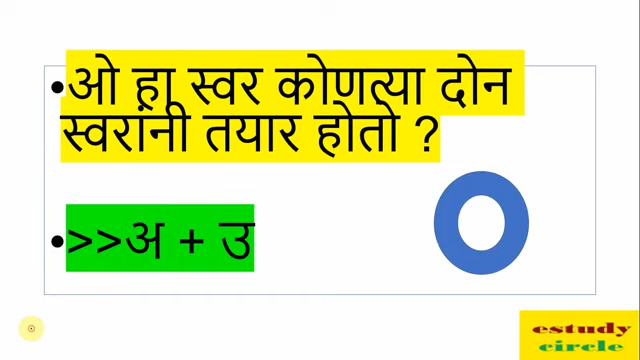 •ओ हा स्वर कोणत्या दोन
स्वरांनी तयार होतो ?
•>>अ + उ
estudy
circle